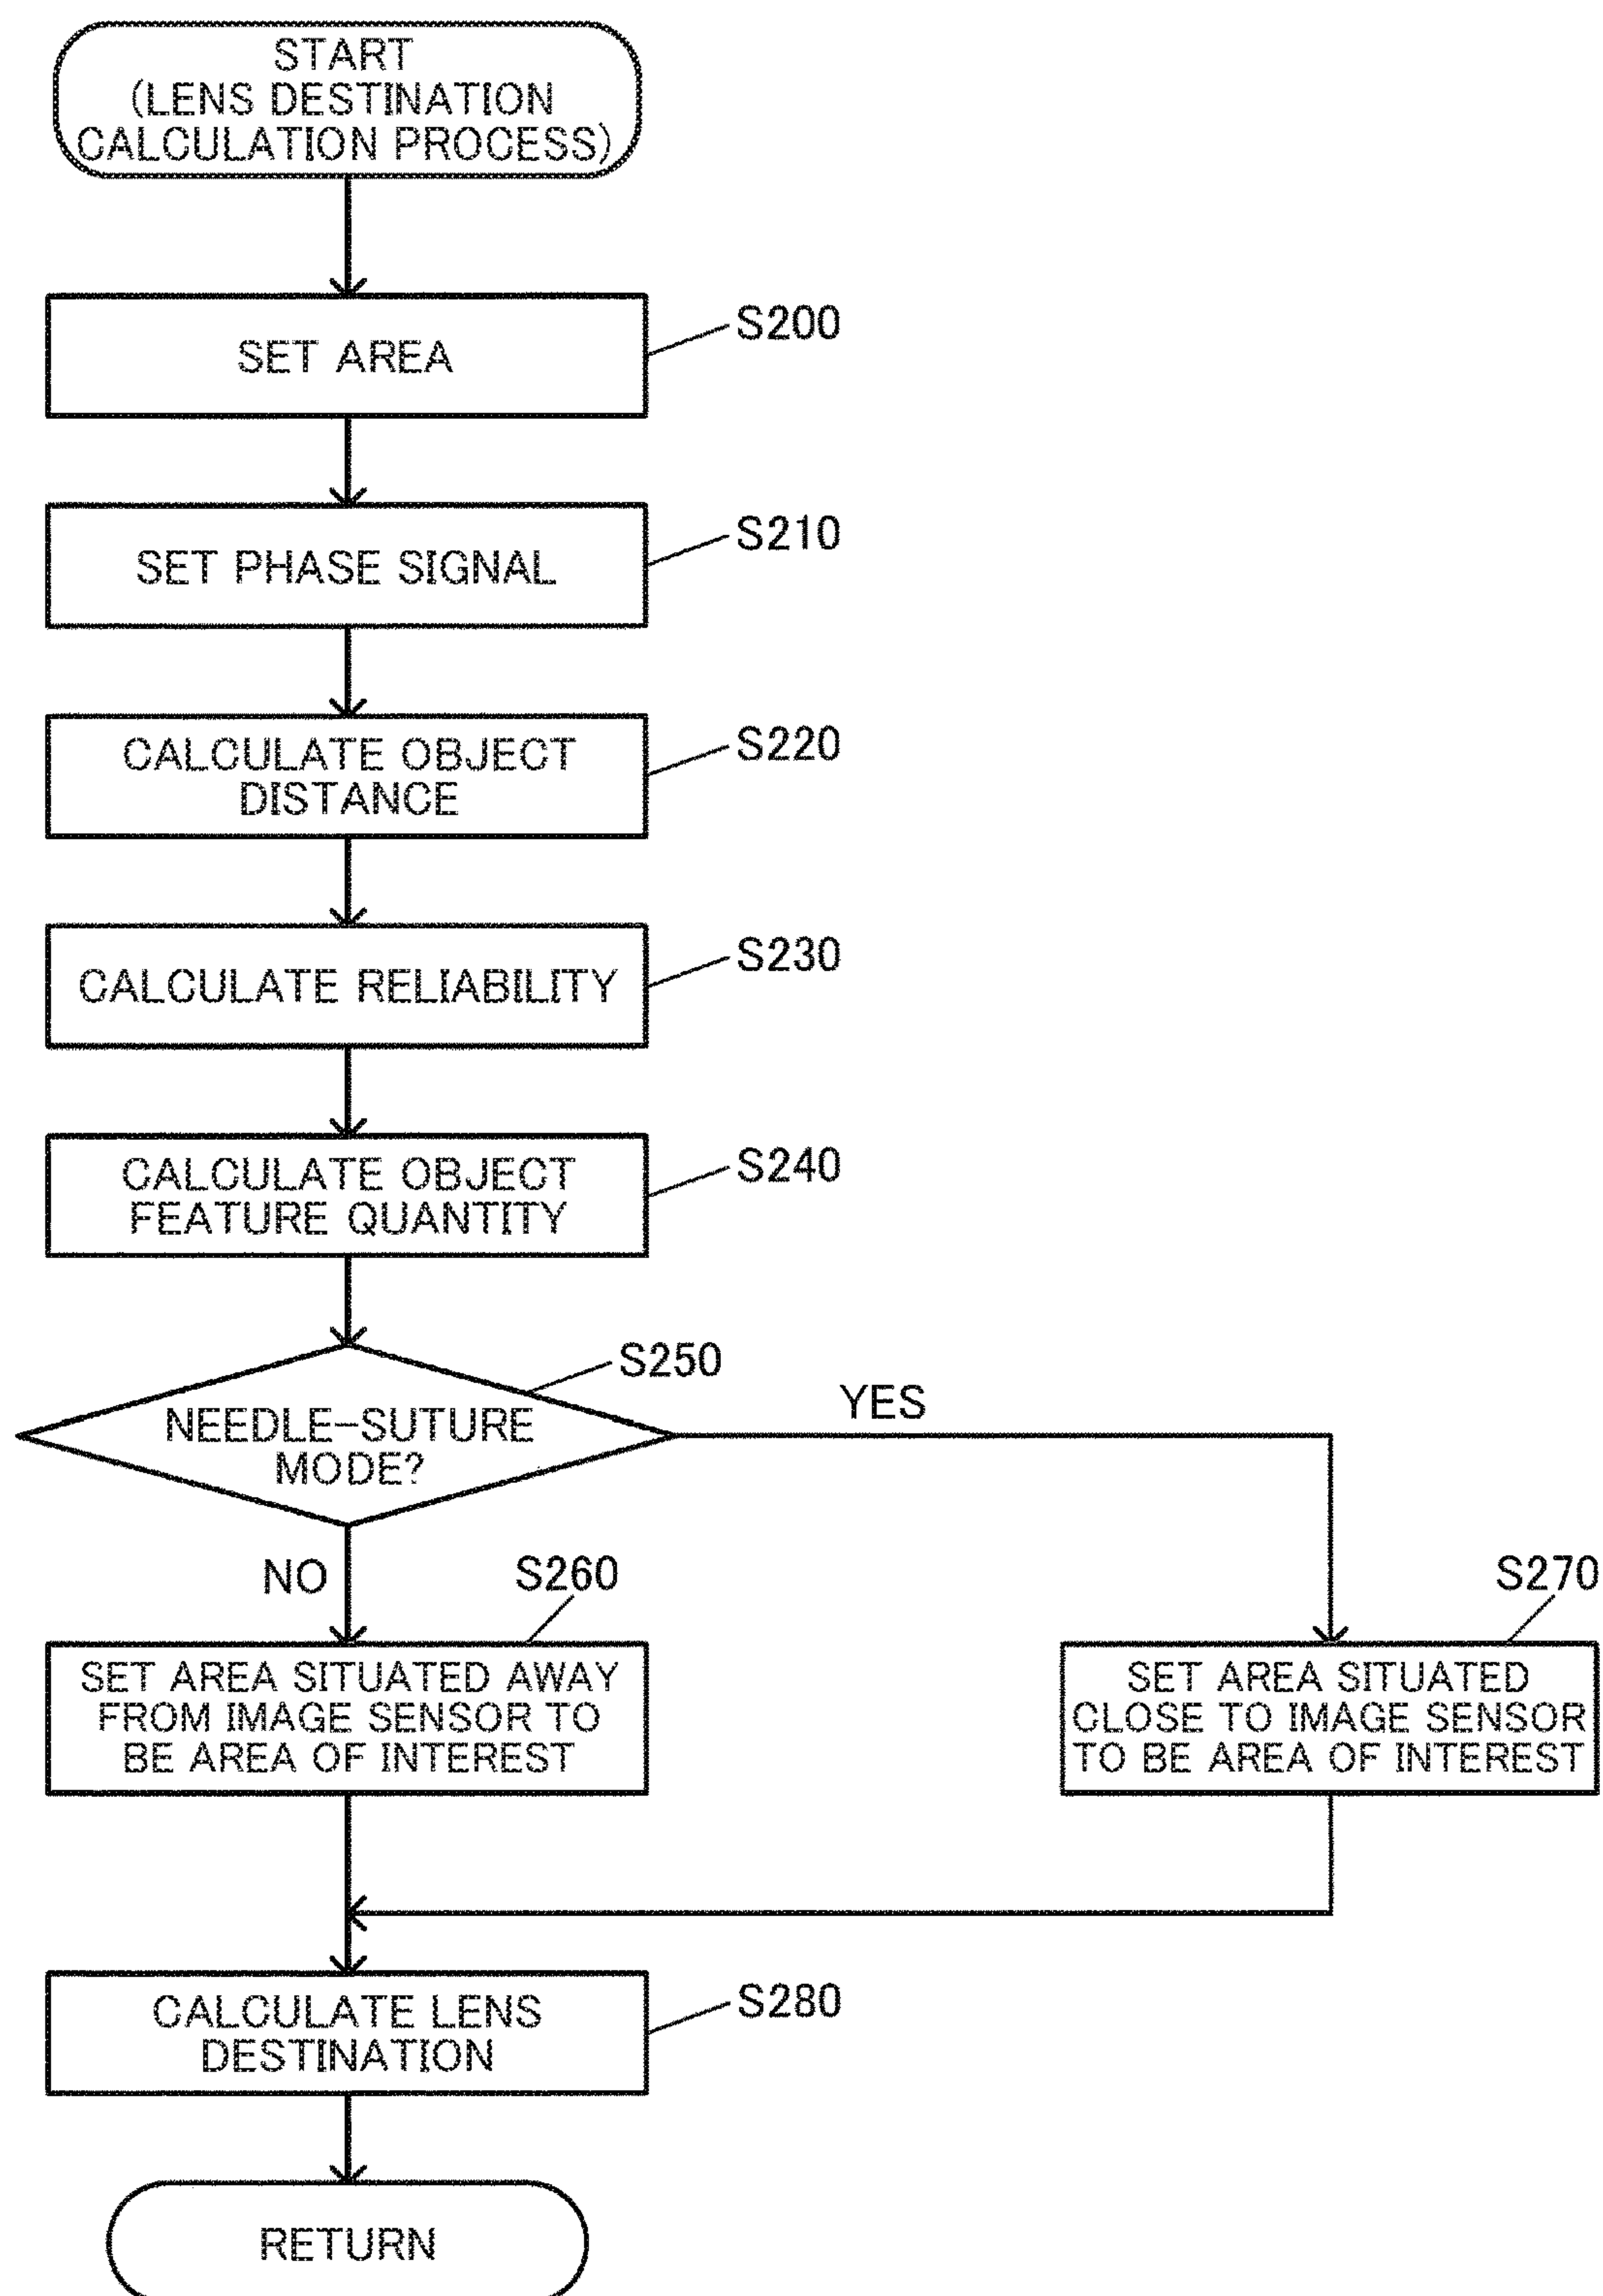 START
(LENS DESTINATION
CALCULATION PROCESS)
SET AREA
S200
SET PHASE SIGNAL
S210
CALCULATE OBJECT
DISTANCE
S220
CALCULATE RELIABILITY
S230
CALCULATE OBJECT
FEATURE QUANTITY
S240
S250
NEEDLE-SUTURE
MODE?
YES
NO
S260
SET AREA SITUATED AWAY
FROM IMAGE SENSOR TO
BE AREA OF INTEREST
S270
SET AREA SITUATED
CLOSE TO IMAGE SENSOR
TO BE AREA OF INTEREST
CALCULATE LENS
DESTINATION
S280
RETURN